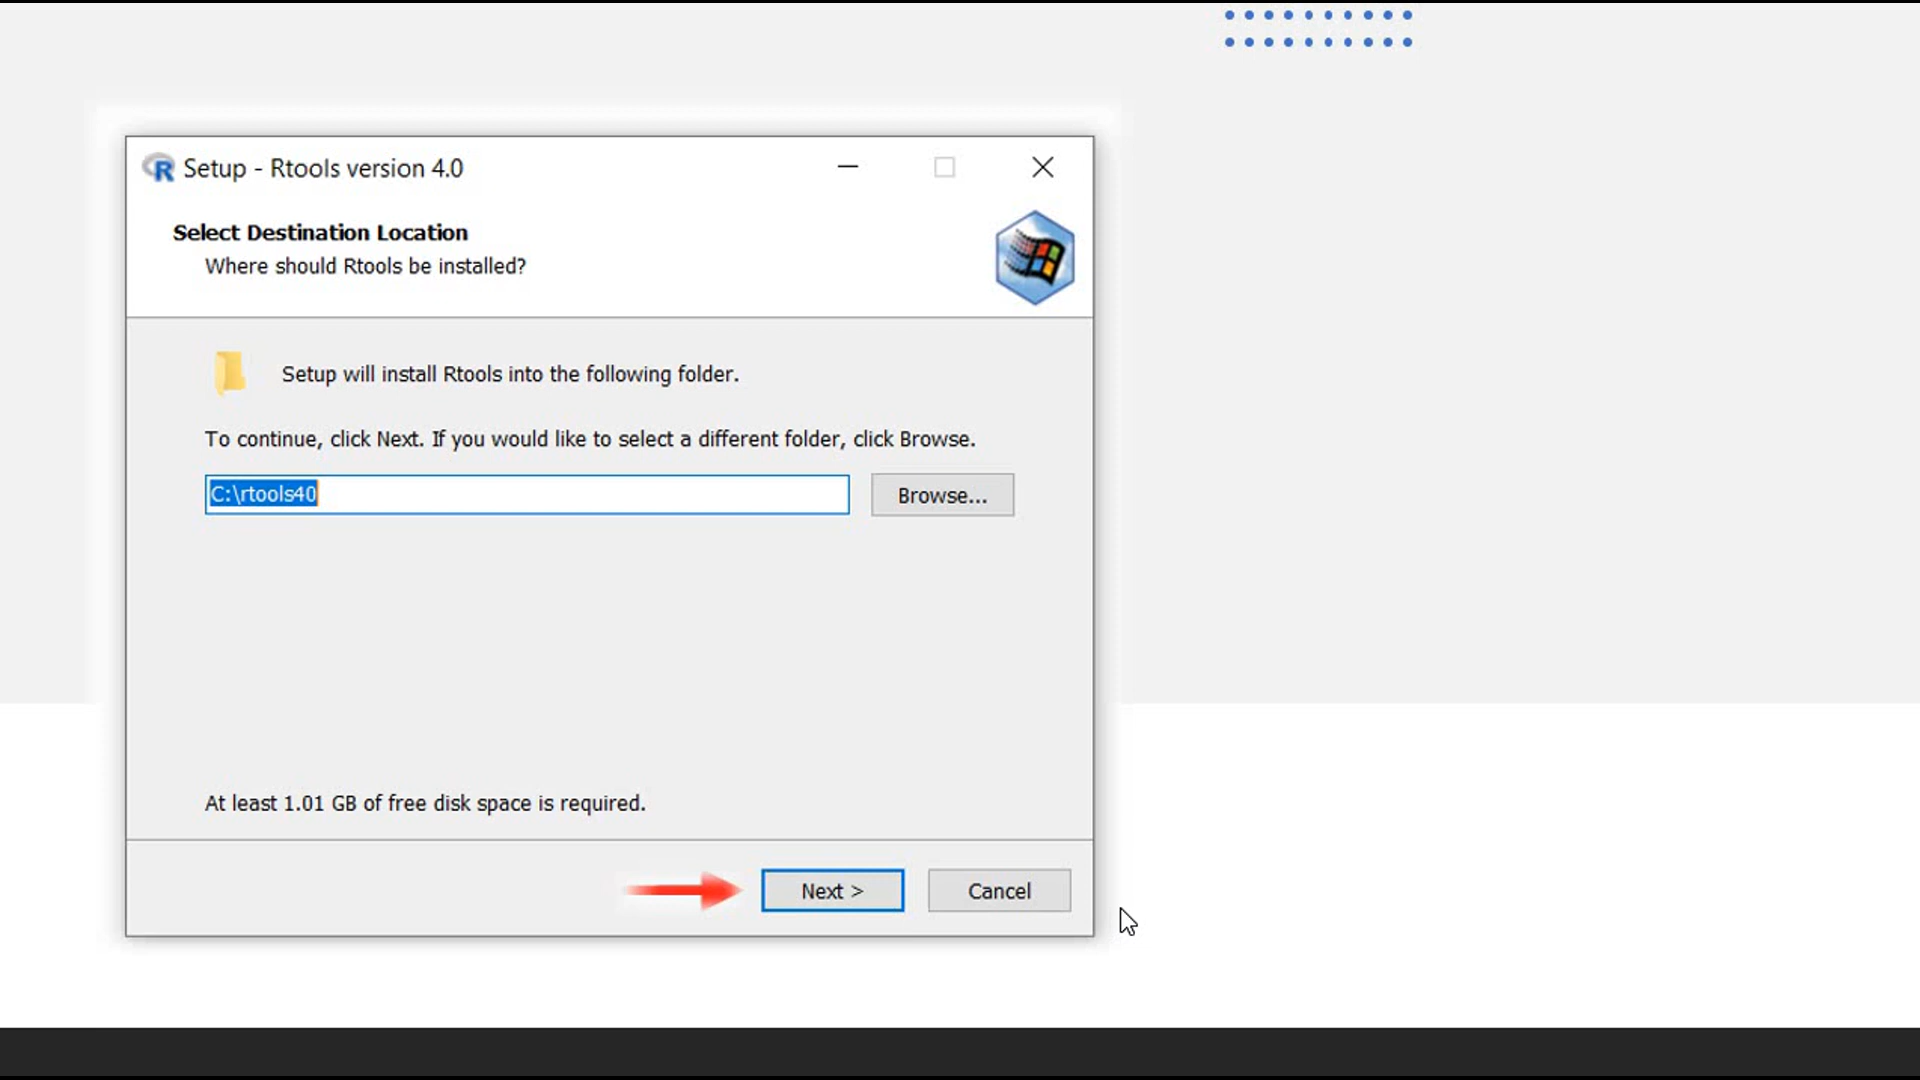 Setup - Rtools version 4.0
Select Destination Location
Where should Rtools be installed?
Setup will install Rtools into the following folder.
To continue, click Next. If you would like to select a different folder, click Browse.
C:\rtools40
Browse...
At least 1.01 GB of free disk space is required.
Next >
Cancel